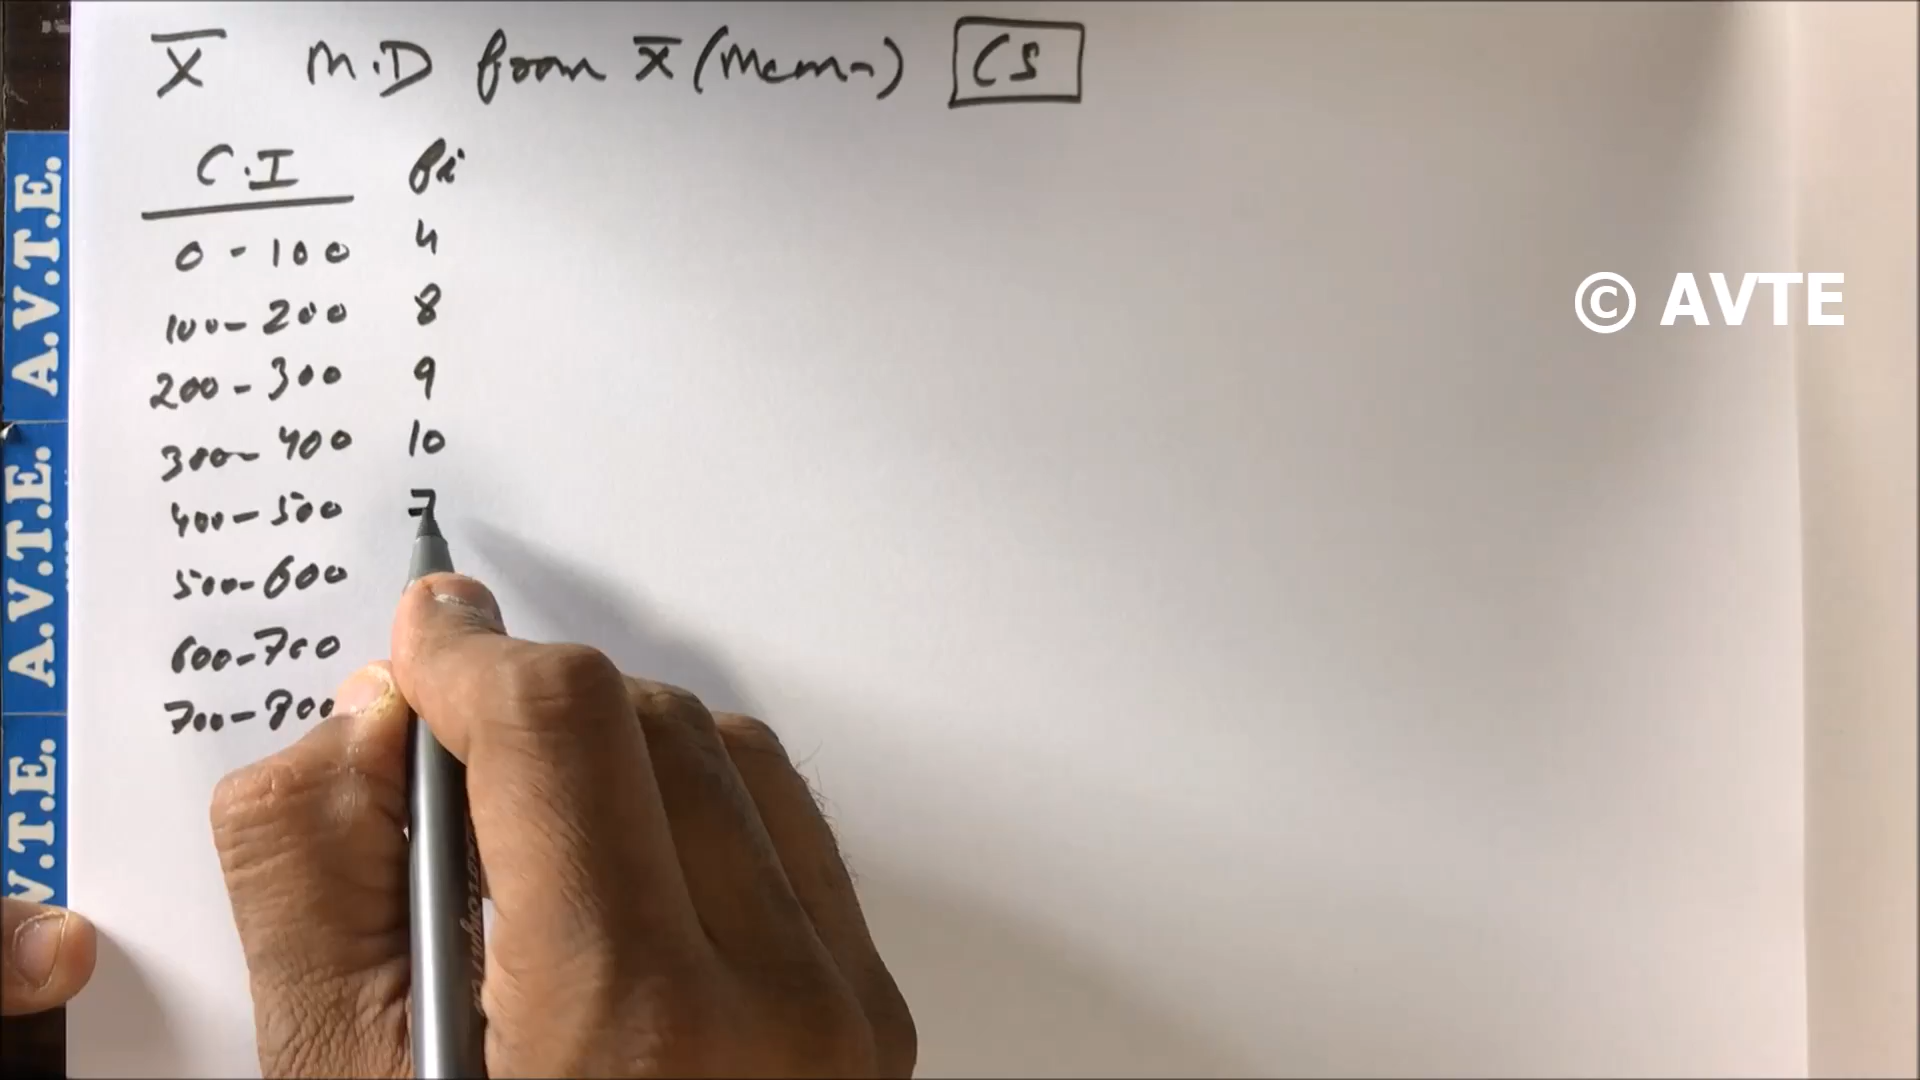 X̄ M.D from x̄ (Mean) CS
C.I fi
0 - 100 4
100 - 200 8
200 - 300 9
300 - 400 10
400 - 500 7
500 - 600
600 - 700
700 - 800
© AVTE
A.V.T.E.
A.V.T.E.
V.T.E.